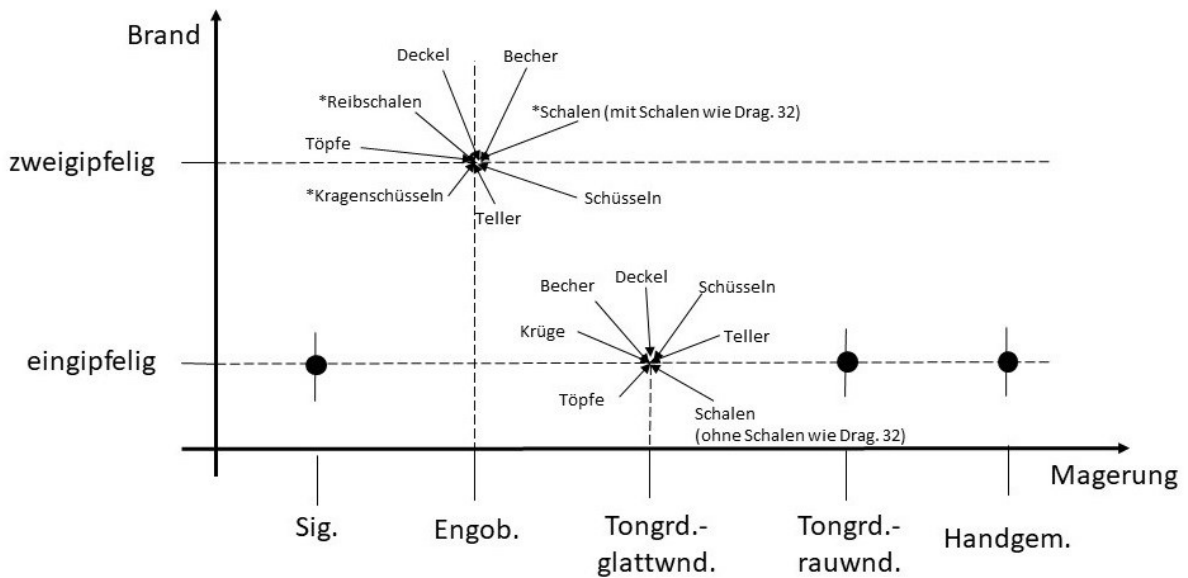 Brand
Deckel
Becher
*Reibschalen
*Schalen (mit Schalen wie Drag. 32)
Töpfe
zweigipfelig
*Kragenschüsseln
Schüsseln
Teller
Deckel
Becher
Schüsseln
Krüge
Teller
eingipfelig
Töpfe
Schalen
(ohne Schalen wie Drag. 32)
Magerung
Sig.
Engob.
Tongrd.-
glattwnd.
Tongrd.-
rauwnd.
Handgem.